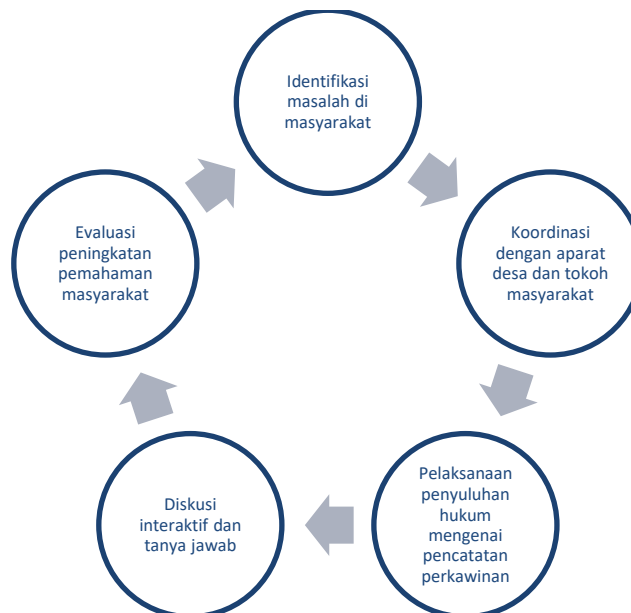 Identifikasi
masalah di
masyarakat
Koordinasi
dengan aparat
desa dan tokoh
masyarakat
Pelaksanaan
penyuluhan
hukum
mengenai
pencatatan
perkawinan
Diskusi
interaktif dan
tanya jawab
Evaluasi
peningkatan
pemahaman
masyarakat